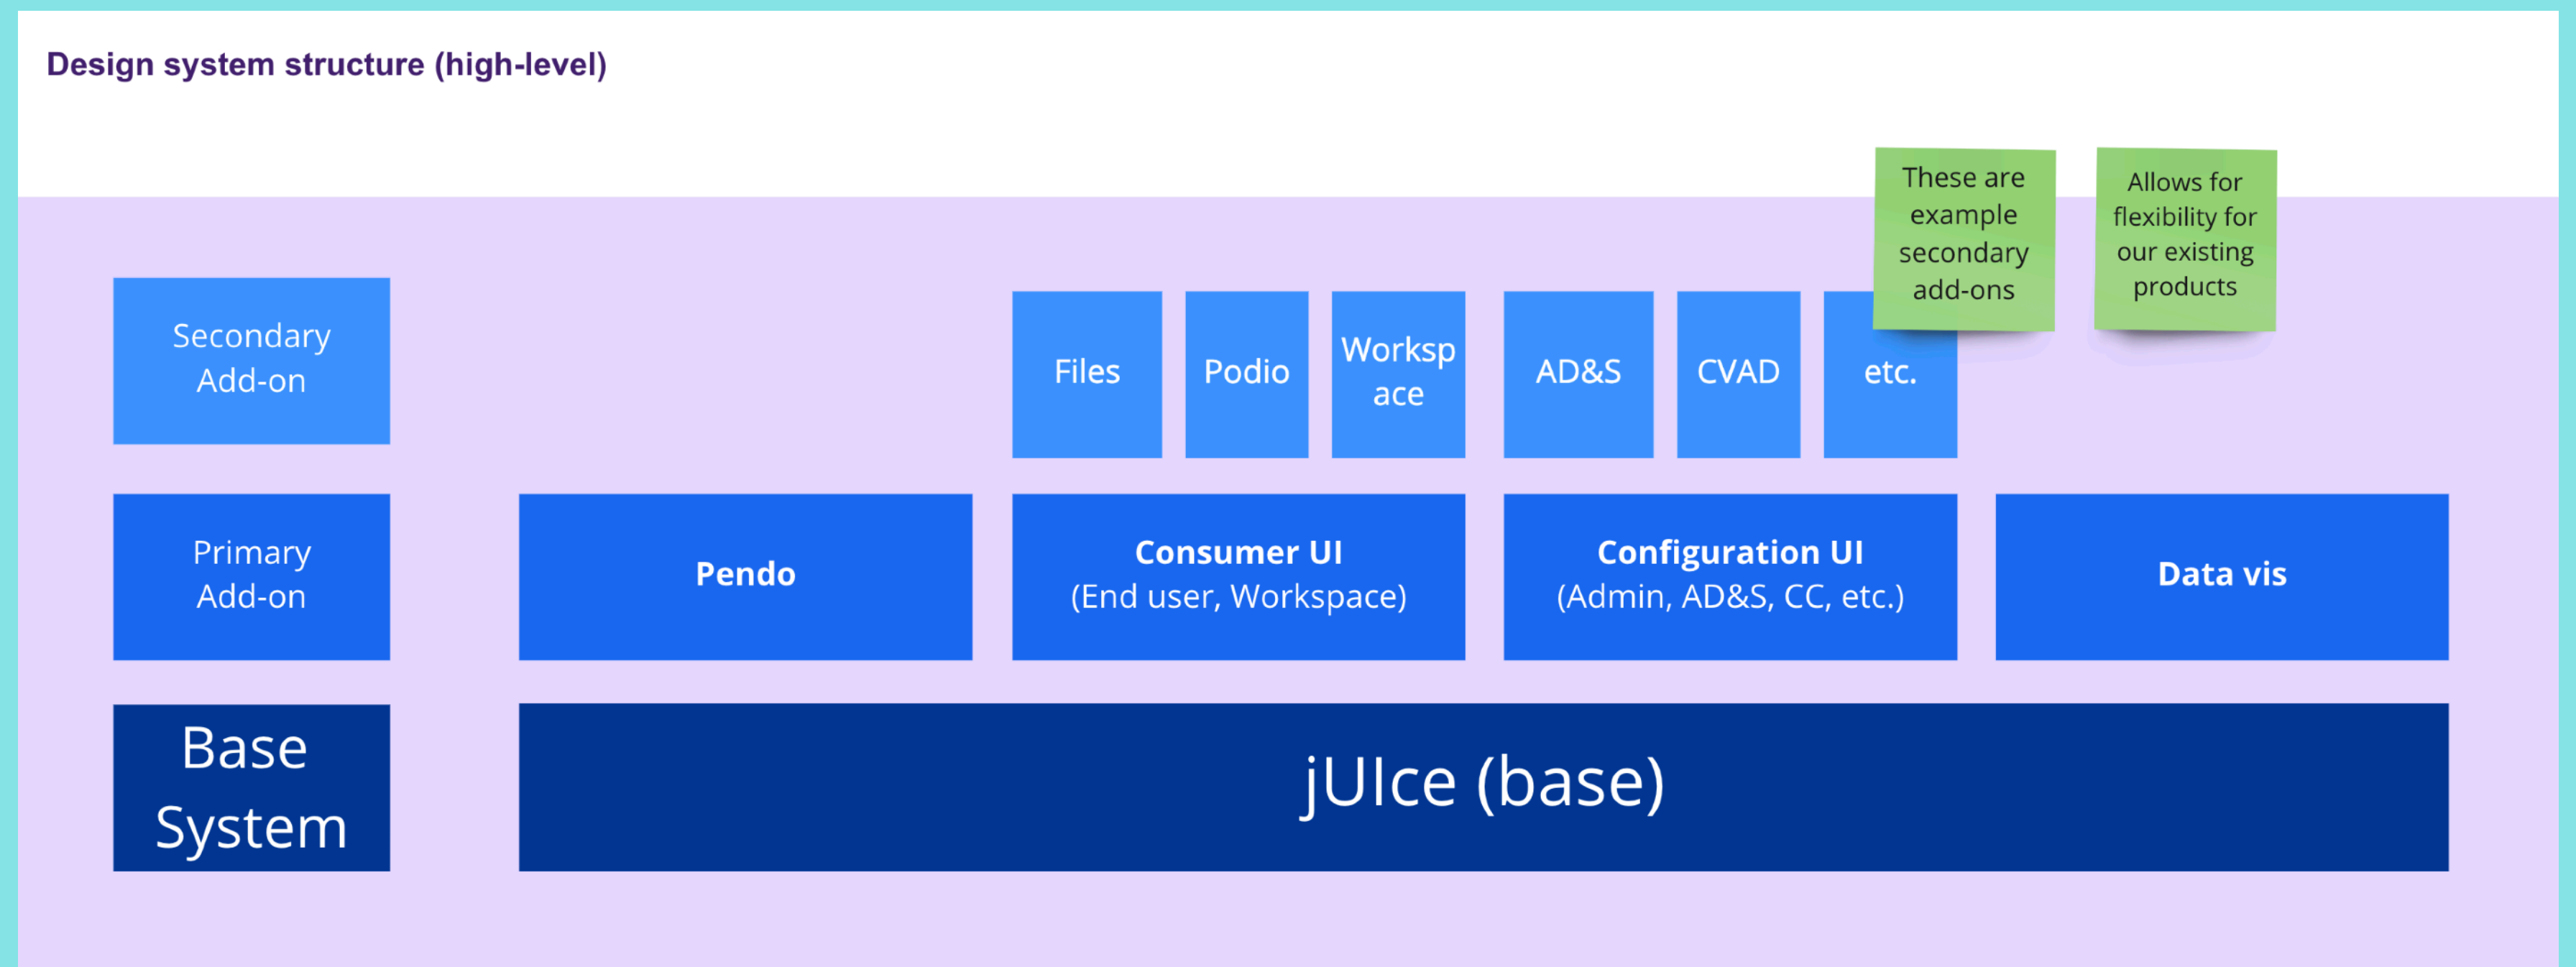 Design system structure (high-level)
These are
example
secondary
add-ons
Allows for
flexibility for
our existing
products
Secondary
Add-on
Files
Podio
Worksp
ace
AD&S
CVAD
etc.
Primary
Add-on
Pendo
Consumer UI
(End user, Workspace)
Configuration UI
(Admin, AD&S, CC, etc.)
Data vis
Base
System
jUIce (base)